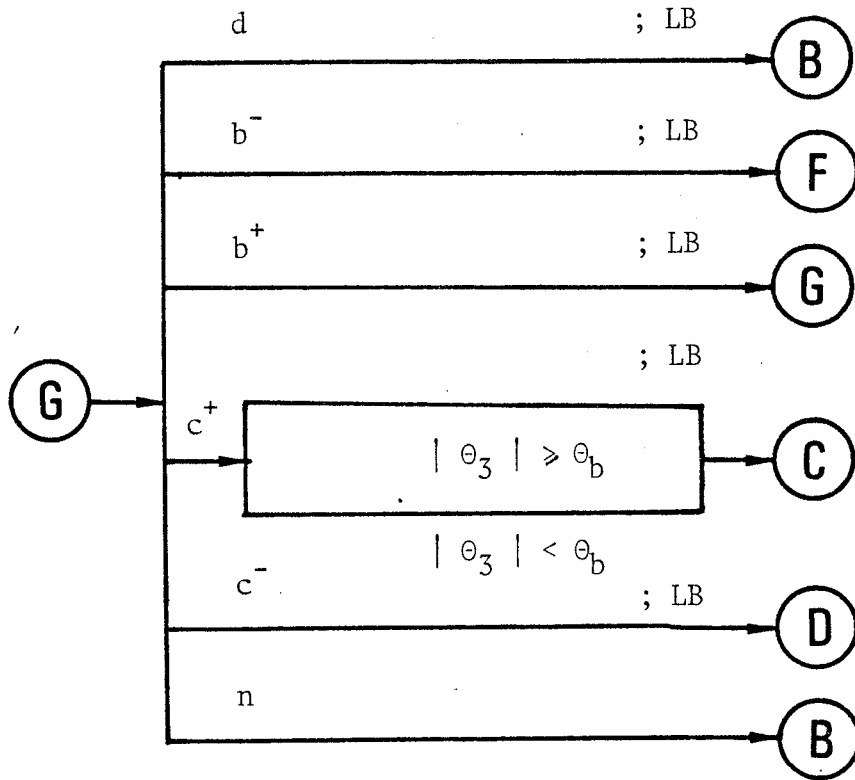 d ; LB
B
b⁻ ; LB
F
b⁺ ; LB
G
; LB
G
c⁺
| Θ₃ | ⩾ Θb
C
| Θ₃ | < Θb
c⁻ ; LB
D
n
B